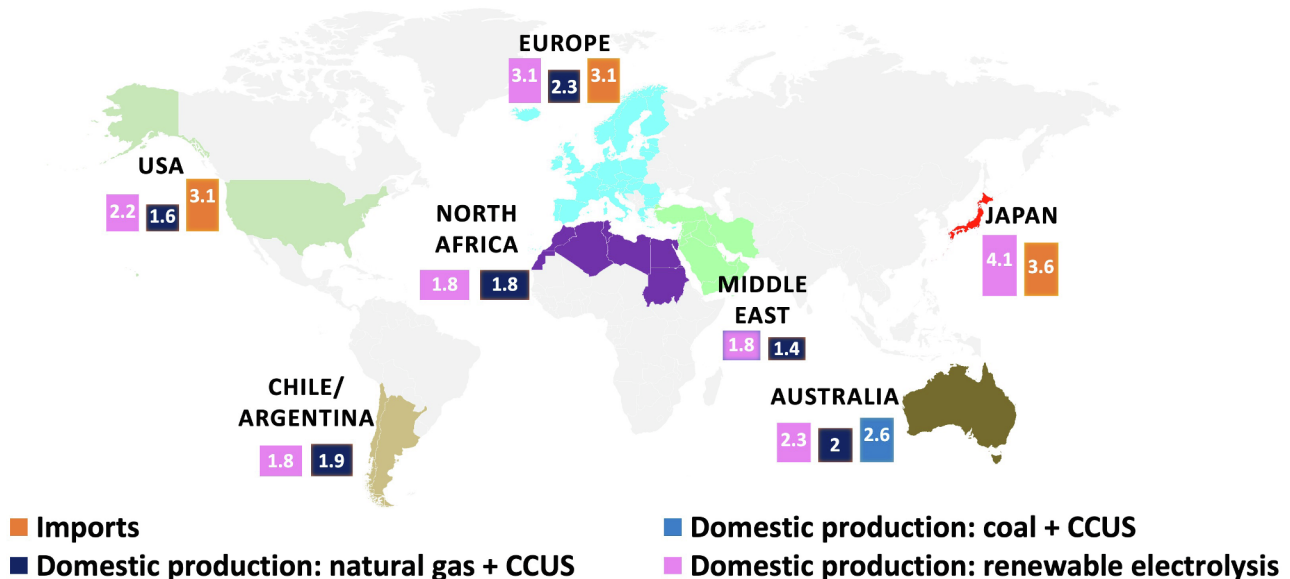 EUROPE
3.1 2.3 3.1
USA
2.2 1.6 3.1
NORTH
AFRICA
1.8 1.8
JAPAN
4.1 3.6
MIDDLE
EAST
1.8 1.4
CHILE/
ARGENTINA
1.8 1.9
AUSTRALIA
2.3 2 2.6
Imports
Domestic production: natural gas + CCUS
Domestic production: coal + CCUS
Domestic production: renewable electrolysis